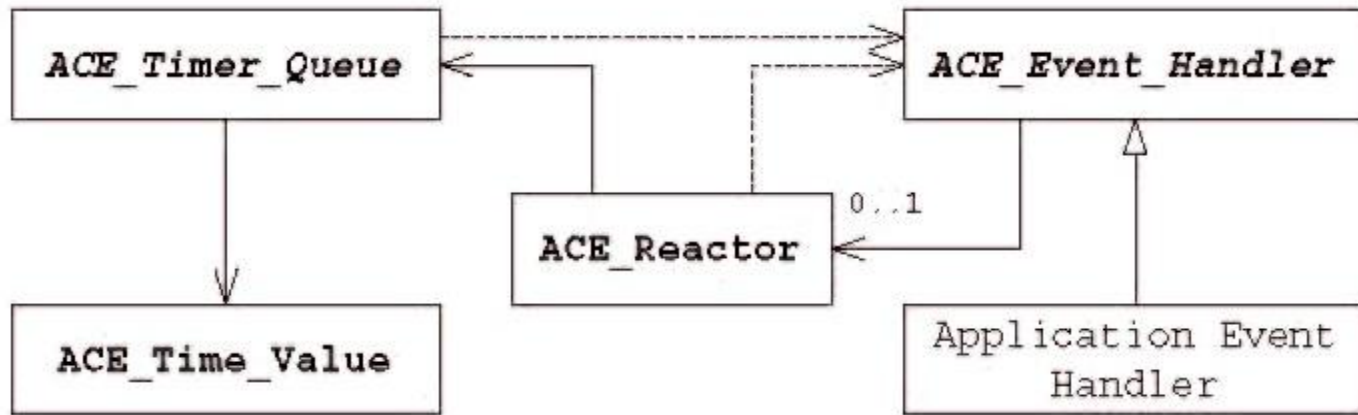 ACE_Timer_Queue
ACE_Event_Handler
0..1
ACE_Reactor
ACE_Time_Value
Application Event
Handler